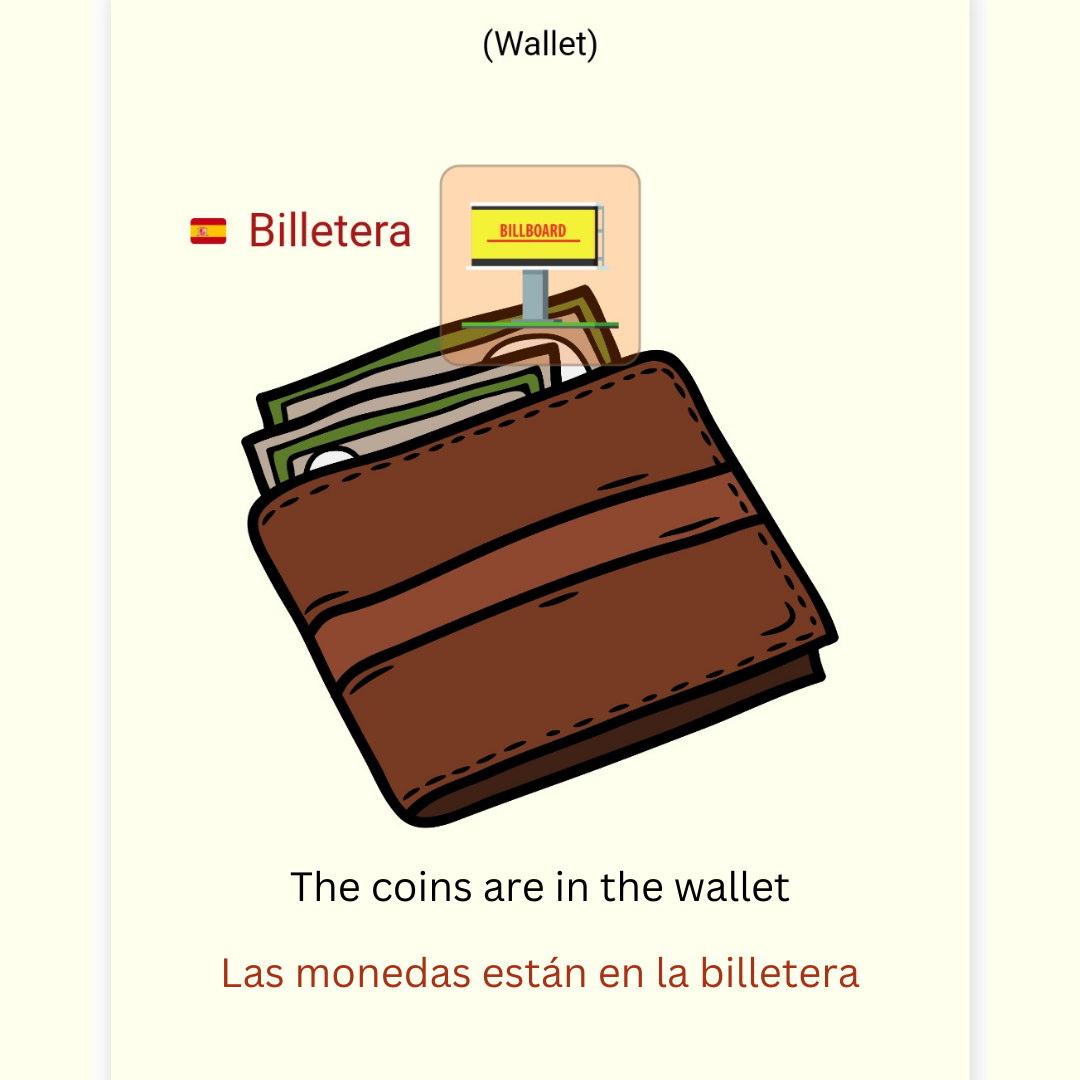 (Wallet)
Billetera
BILLBOARD
The coins are in the wallet
Las monedas están en la billetera